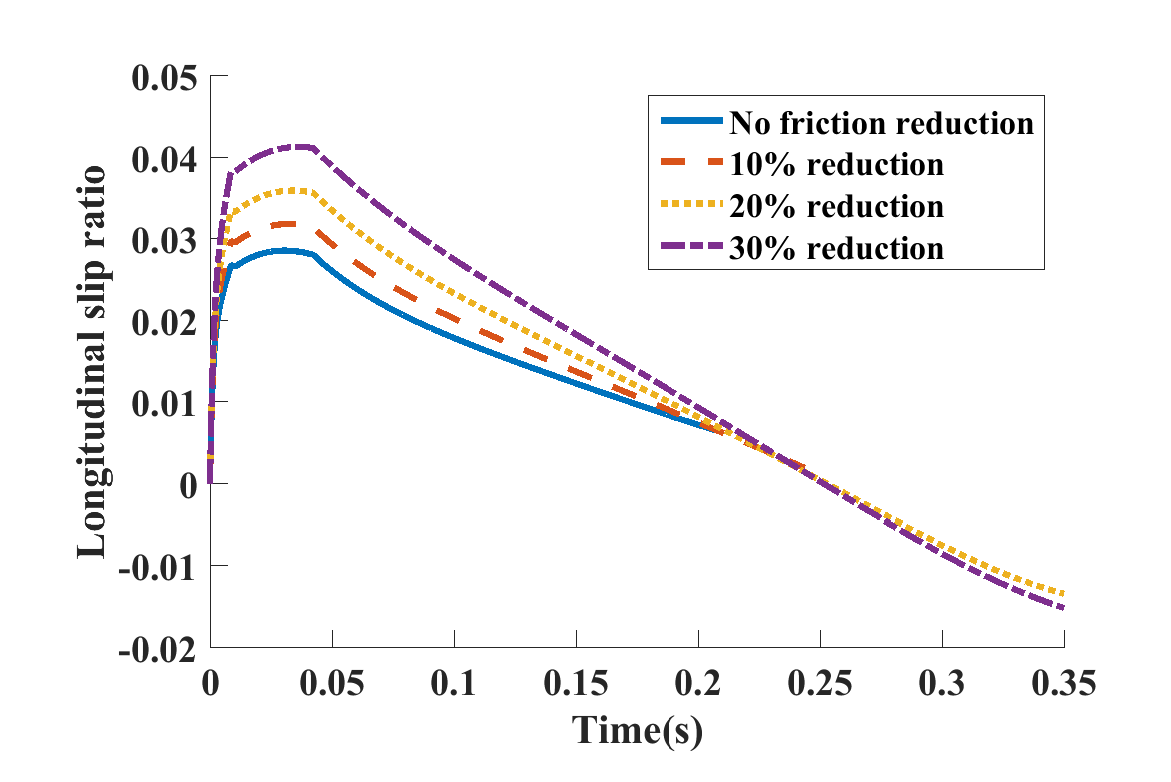 0.05
0.04
0.03
0.02
0.01
0
-0.01
-0.02
Longitudinal slip ratio
No friction reduction
10% reduction
20% reduction
30% reduction
0 0.05 0.1 0.15 0.2 0.25 0.3 0.35
Time(s)